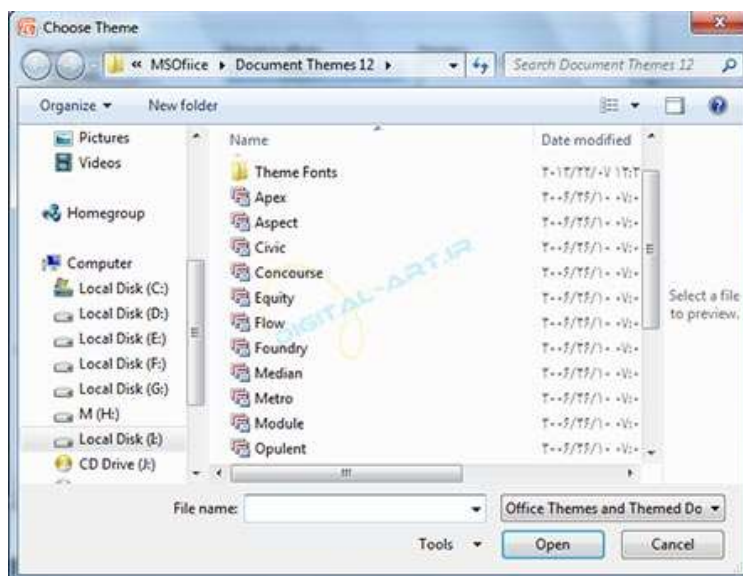 Choose Theme
« MSOfiice ▸ Document Themes 12 ▸
Search Document Themes 12
Organize
New folder
Pictures
Videos
Homegroup
Computer
Local Disk (C:)
Local Disk (D:)
Local Disk (E:)
Local Disk (F:)
Local Disk (G:)
M (H:)
Local Disk (I:)
CD Drive (J:)
Name
Date modified
Theme Fonts
Apex
Aspect
Civic
Concourse
Equity
Flow
Foundry
Median
Metro
Module
Opulent
DIGITAL-ART.IR
Select a file
to preview.
File name:
Office Themes and Themed Do
Tools
Open
Cancel